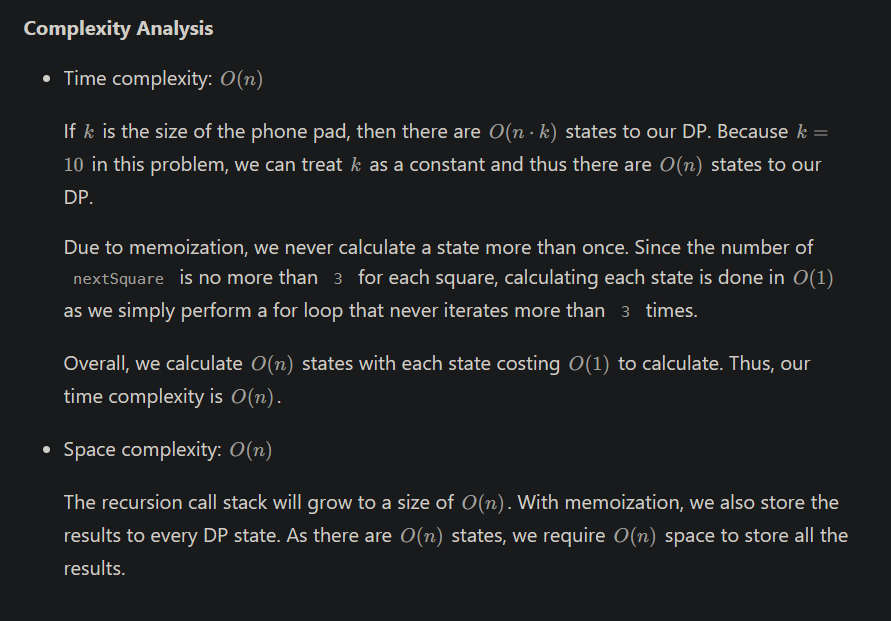 Complexity Analysis
• Time complexity: O(n)
If k is the size of the phone pad, then there are O(n · k) states to our DP. Because k =
10 in this problem, we can treat k as a constant and thus there are O(n) states to our
DP.
Due to memoization, we never calculate a state more than once. Since the number of
nextSquare is no more than 3 for each square, calculating each state is done in O(1)
as we simply perform a for loop that never iterates more than 3 times.
Overall, we calculate O(n) states with each state costing O(1) to calculate. Thus, our
time complexity is O(n).
• Space complexity: O(n)
The recursion call stack will grow to a size of O(n). With memoization, we also store the
results to every DP state. As there are O(n) states, we require O(n) space to store all the
results.